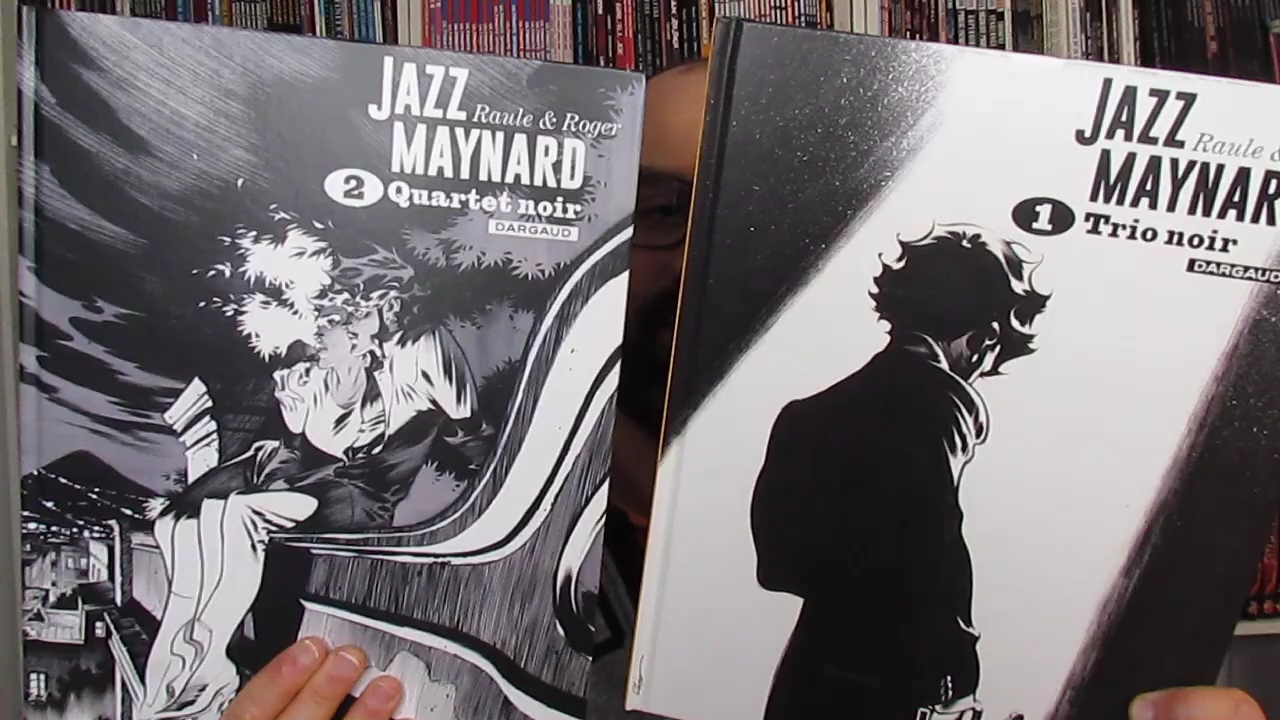 JAZZ
Raule & Roger
MAYNARD
2 Quartet noir
DARGAUD
JAZZ
Raule &
MAYNAR
1 Trio noir
DARGAUD